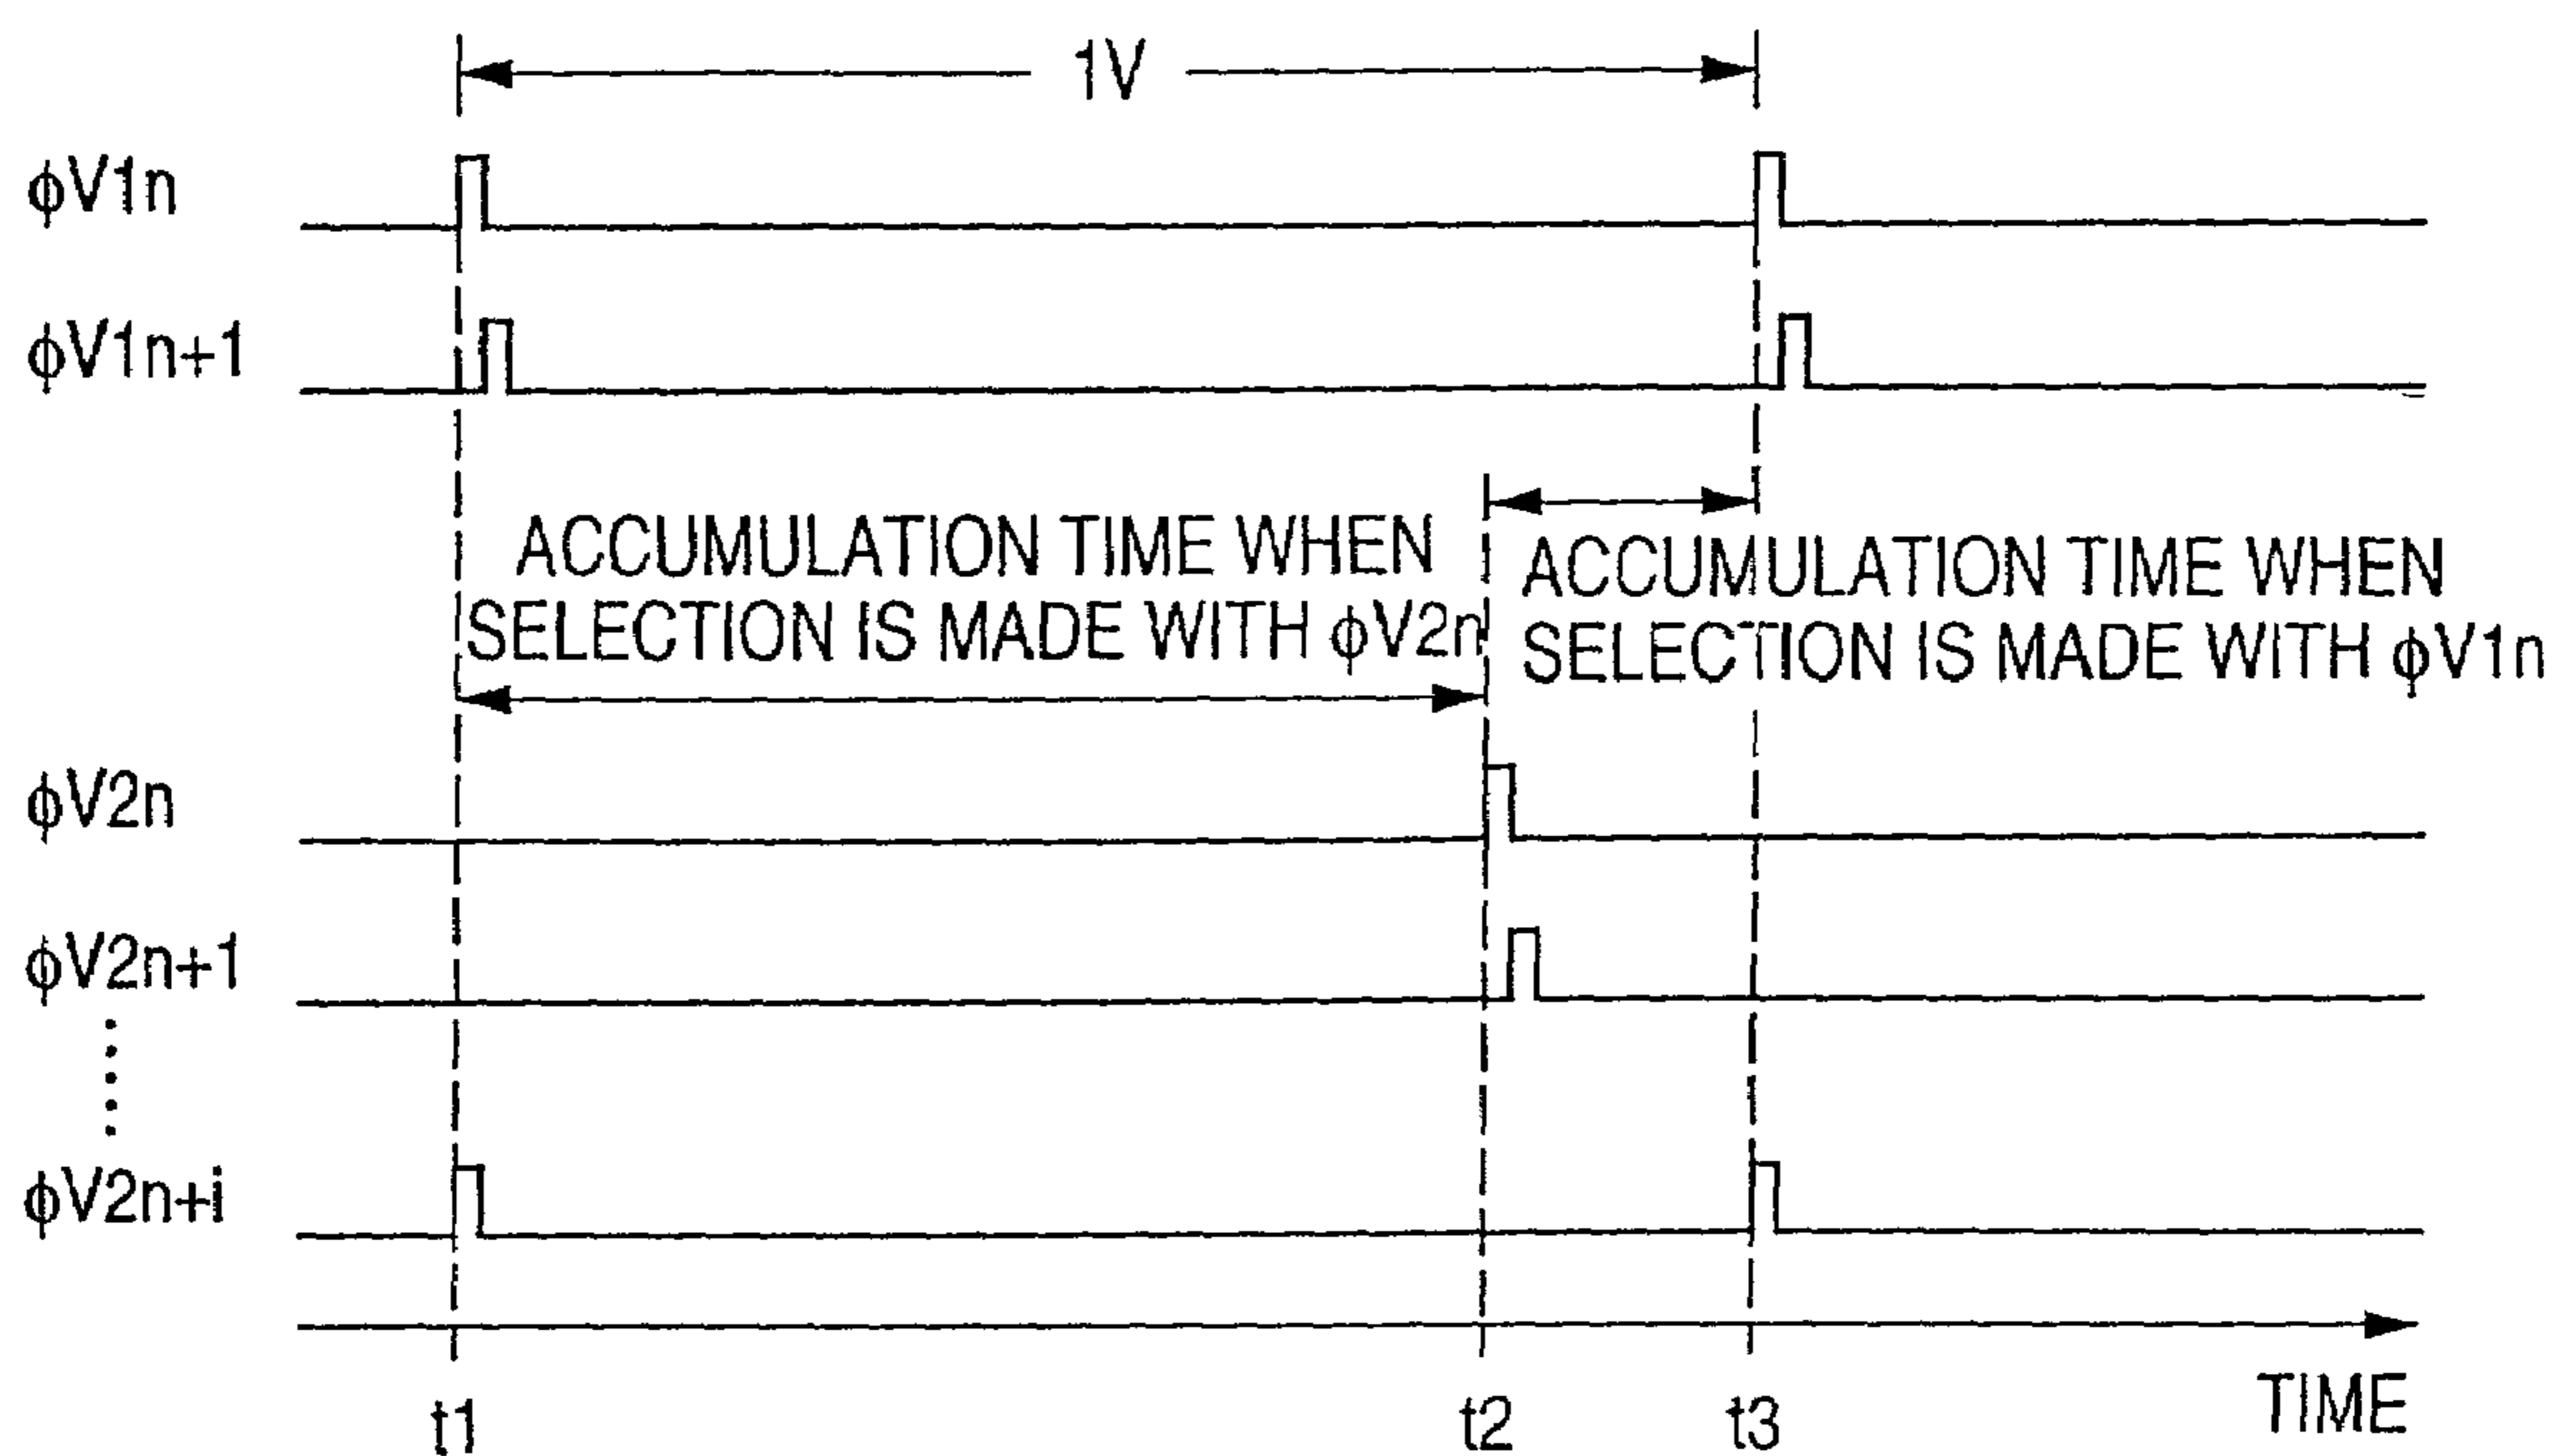 1V
ϕV1n
ϕV1n+1
ACCUMULATION TIME WHEN
SELECTION IS MADE WITH ϕV2n
ACCUMULATION TIME WHEN
SELECTION IS MADE WITH ϕV1n
ϕV2n
ϕV2n+1
ϕV2n+i
t1
t2
t3
TIME